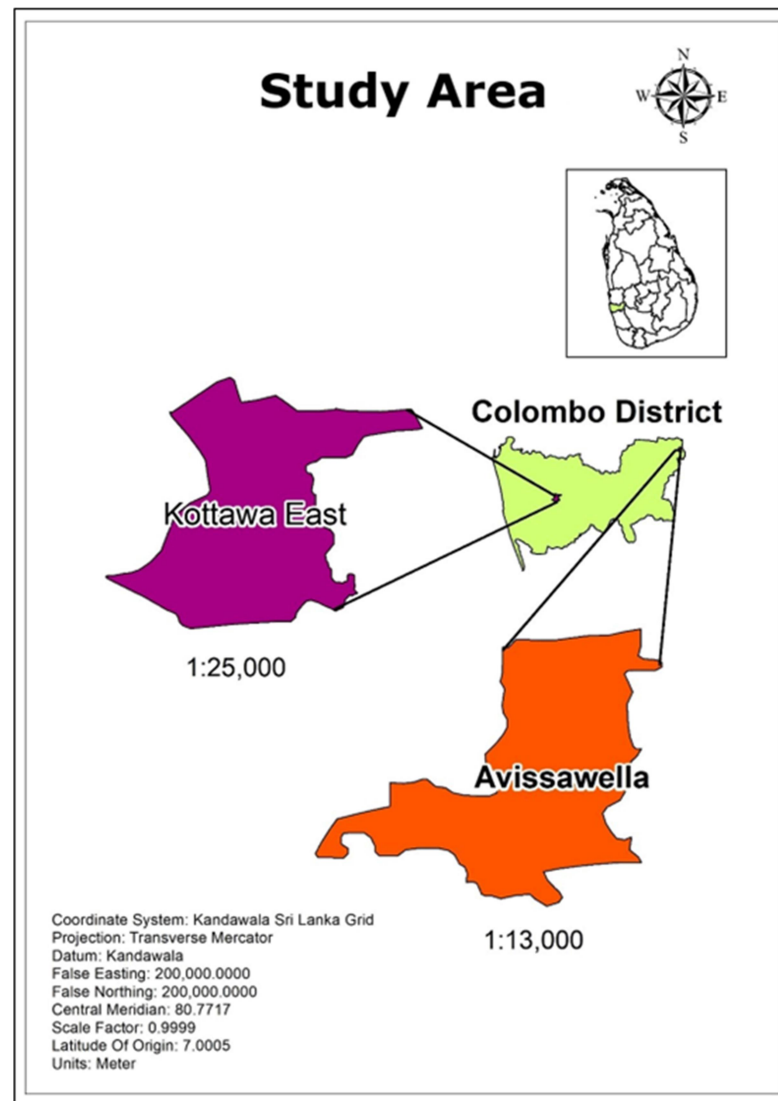 Study Area
N
W E
S
Colombo District
Kottawa East
1:25,000
Avissawella
1:13,000
Coordinate System: Kandawala Sri Lanka Grid
Projection: Transverse Mercator
Datum: Kandawala
False Easting: 200,000.0000
False Northing: 200,000.0000
Central Meridian: 80.7717
Scale Factor: 0.9999
Latitude Of Origin: 7.0005
Units: Meter